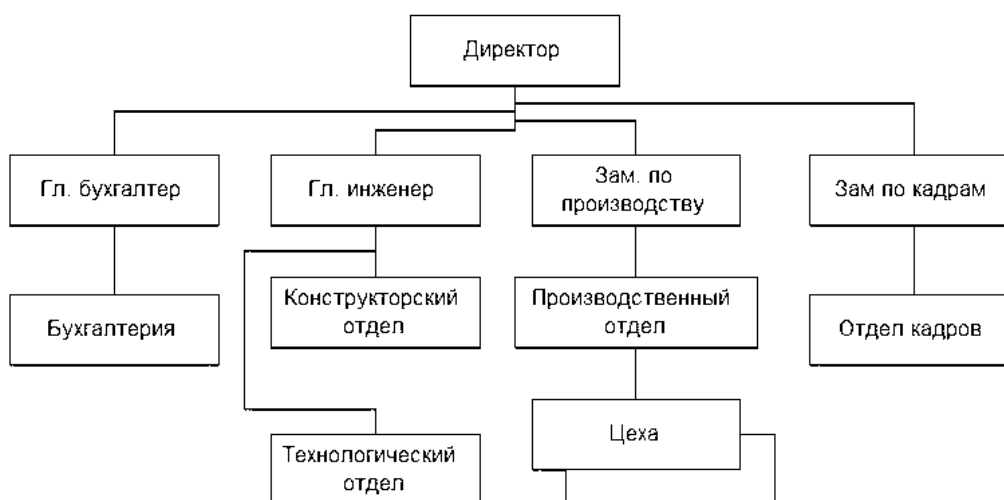 Директор
Гл. бухгалтер
Гл. инженер
Зам. по
производству
Зам по кадрам
Бухгалтерия
Конструкторский
отдел
Производственный
отдел
Отдел кадров
Технологический
отдел
Цеха